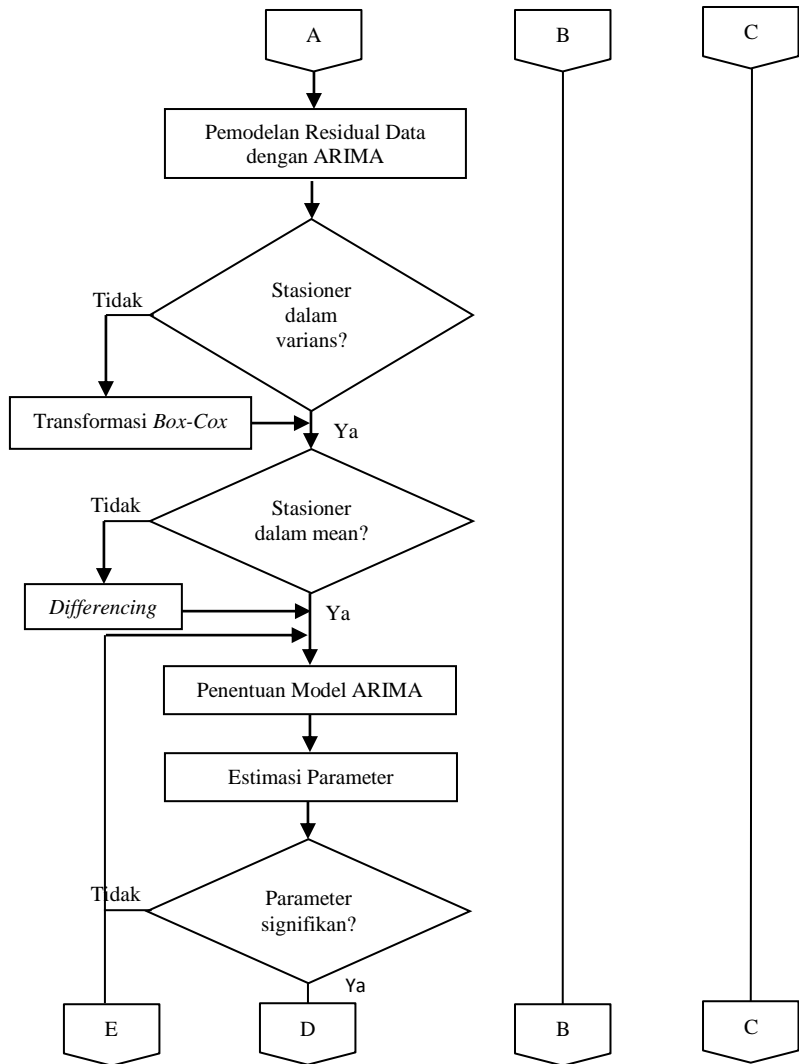 A
B
C
Pemodelan Residual Data
dengan ARIMA
Stasioner
dalam
varians?
Tidak
Transformasi Box-Cox
Ya
Stasioner
dalam mean?
Tidak
Differencing
Ya
Penentuan Model ARIMA
Estimasi Parameter
Parameter
signifikan?
Tidak
Ya
E
D
B
C